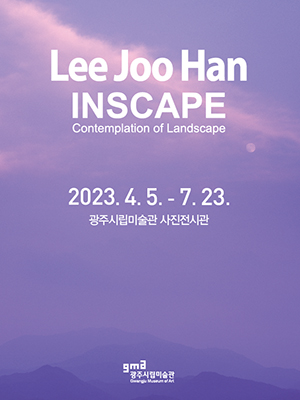 Lee Joo Han
INSCAPE
Contemplation of Landscape
2023. 4. 5. - 7. 23.
광주시립미술관 사진전시관
gma
광주시립미술관
Gwangju Museum of Art